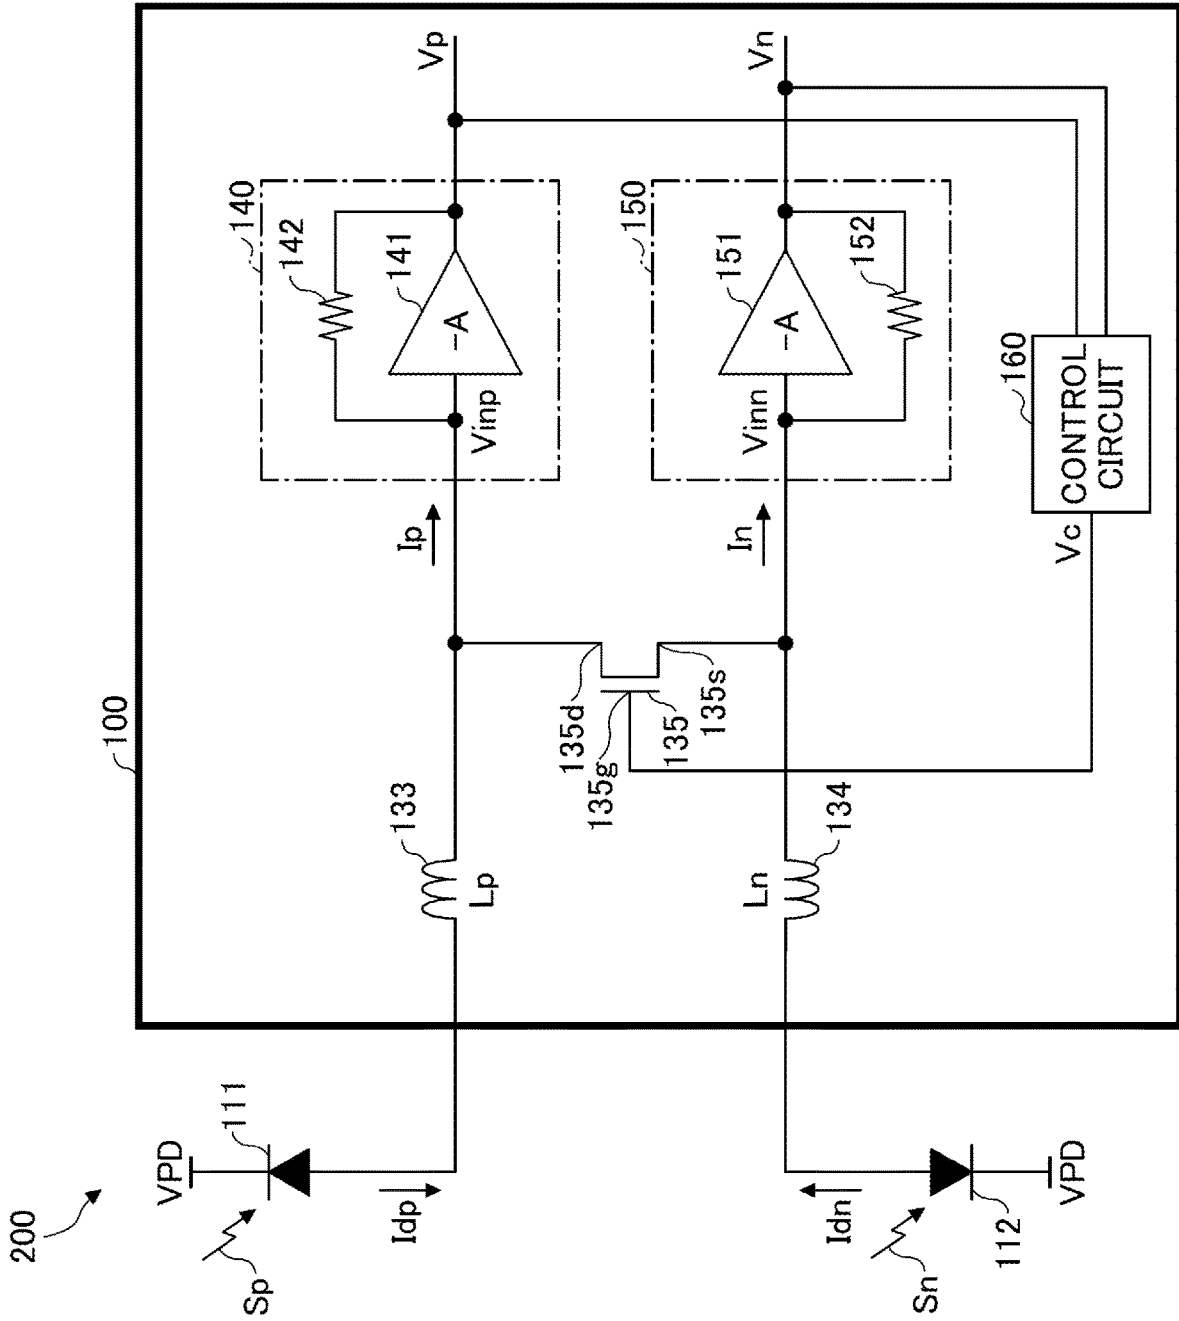 200
100
VPD
111
Sp
Idp
133
Lp
Ip
140
142
141
-A
Vinp
Vp
135d
135g
135
135s
VPD
112
Sn
Idn
134
Ln
In
150
151
152
-A
Vinn
Vn
160
CONTROL
CIRCUIT
Vc